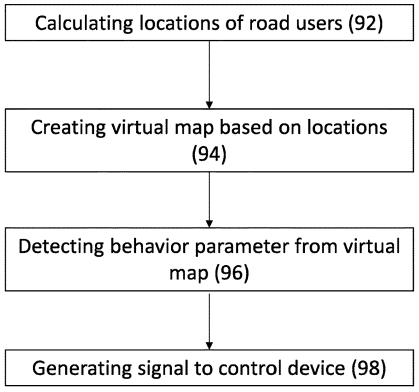 Calculating locations of road users (92)
Creating virtual map based on locations
(94)
Detecting behavior parameter from virtual
map (96)
Generating signal to control device (98)